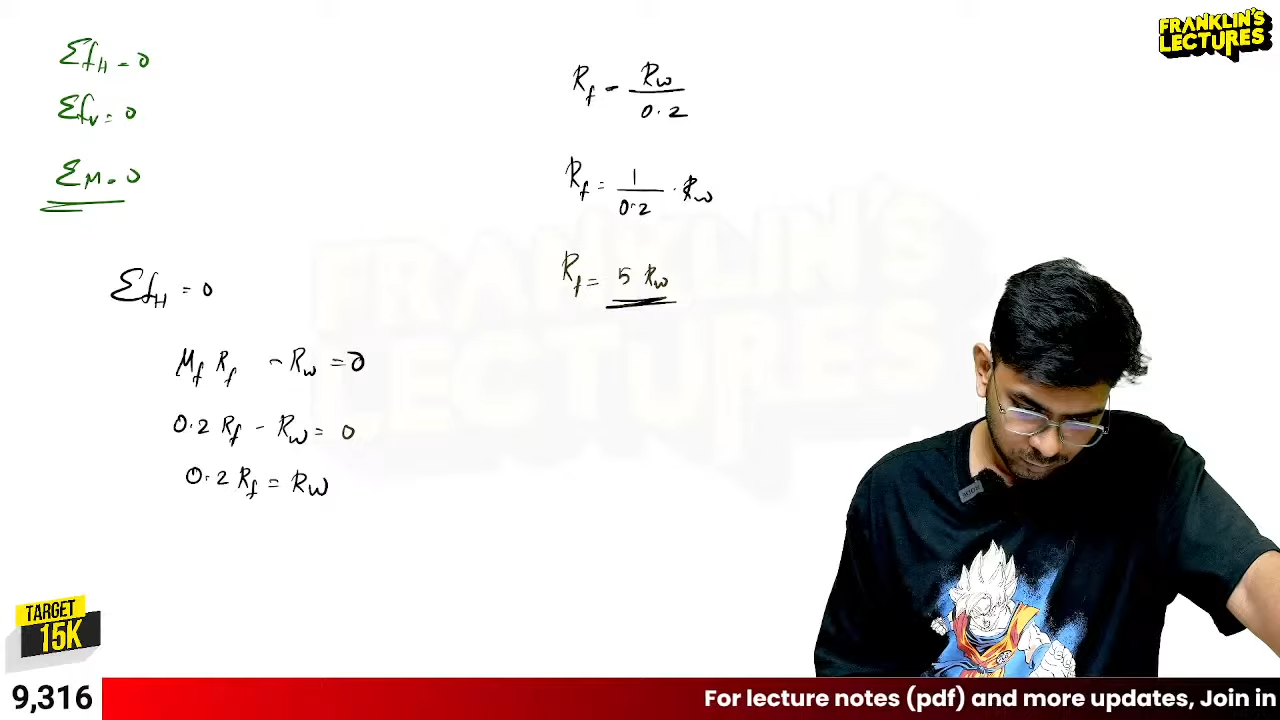 Σf_H = 0
Σf_V = 0
ΣM = 0
Σf_H = 0
μ_f R_f - R_w = 0
0.2 R_f - R_w = 0
0.2 R_f = R_w
R_f = R_w / 0.2
R_f = 1 / 0.2 · R_w
R_f = 5 R_w
FRANKLIN'S
LECTURES
FRANKLIN'S
LECTURES
TARGET
15K
9,316
For lecture notes (pdf) and more updates, Join in